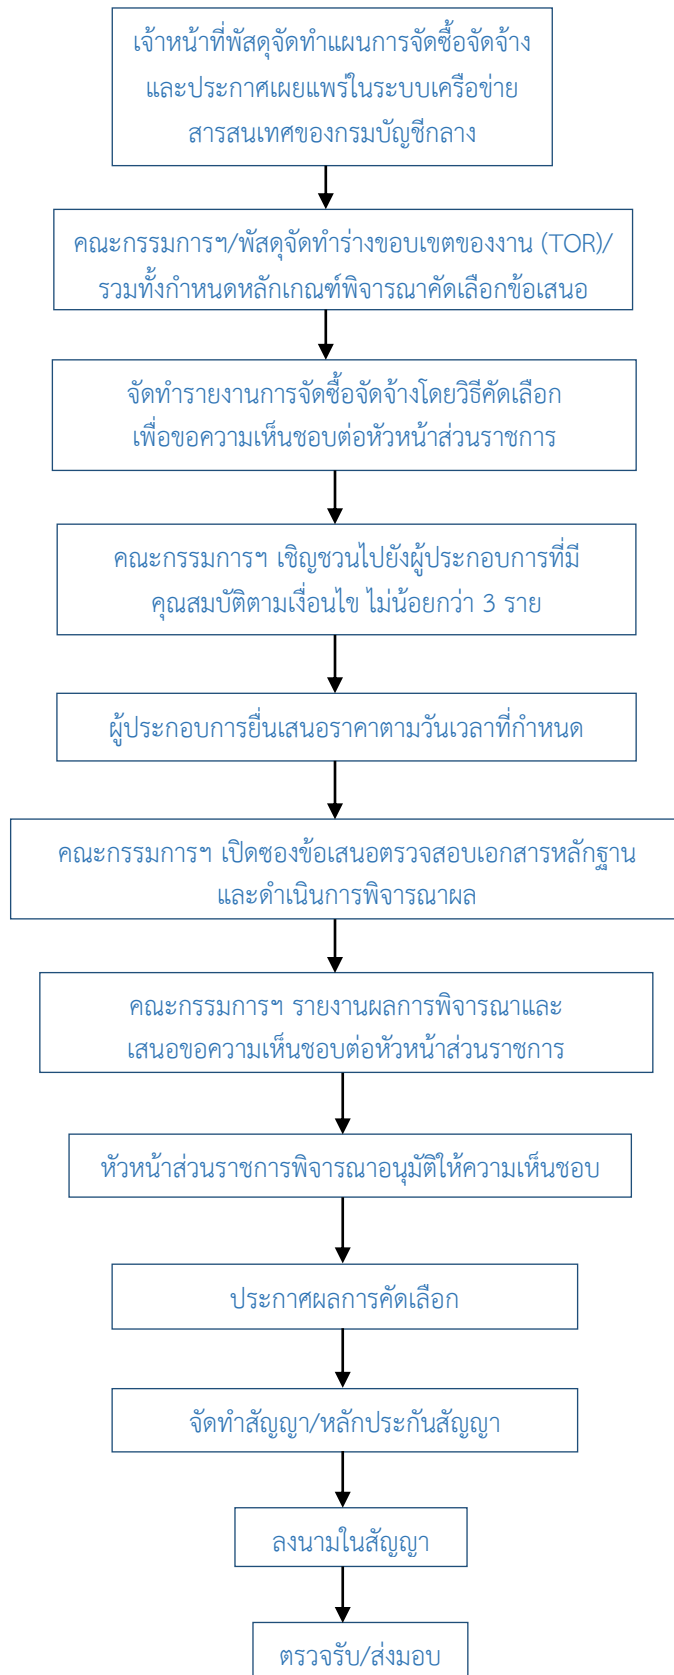 เจ้าหน้าที่พัสดุจัดทำแผนการจัดซื้อจัดจ้าง
และประกาศเผยแพร่ในระบบเครือข่าย
สารสนเทศของกรมบัญชีกลาง
คณะกรรมการฯ/พัสดุจัดทำร่างขอบเขตของงาน (TOR)/
รวมทั้งกำหนดหลักเกณฑ์พิจารณาคัดเลือกข้อเสนอ
จัดทำรายงานการจัดซื้อจัดจ้างโดยวิธีคัดเลือก
เพื่อขอความเห็นชอบต่อหัวหน้าส่วนราชการ
คณะกรรมการฯ เชิญชวนไปยังผู้ประกอบการที่มี
คุณสมบัติตามเงื่อนไข ไม่น้อยกว่า 3 ราย
ผู้ประกอบการยื่นเสนอราคาตามวันเวลาที่กำหนด
คณะกรรมการฯ เปิดซองข้อเสนอตรวจสอบเอกสารหลักฐาน
และดำเนินการพิจารณาผล
คณะกรรมการฯ รายงานผลการพิจารณาและ
เสนอขอความเห็นชอบต่อหัวหน้าส่วนราชการ
หัวหน้าส่วนราชการพิจารณาอนุมัติให้ความเห็นชอบ
ประกาศผลการคัดเลือก
จัดทำสัญญา/หลักประกันสัญญา
ลงนามในสัญญา
ตรวจรับ/ส่งมอบ